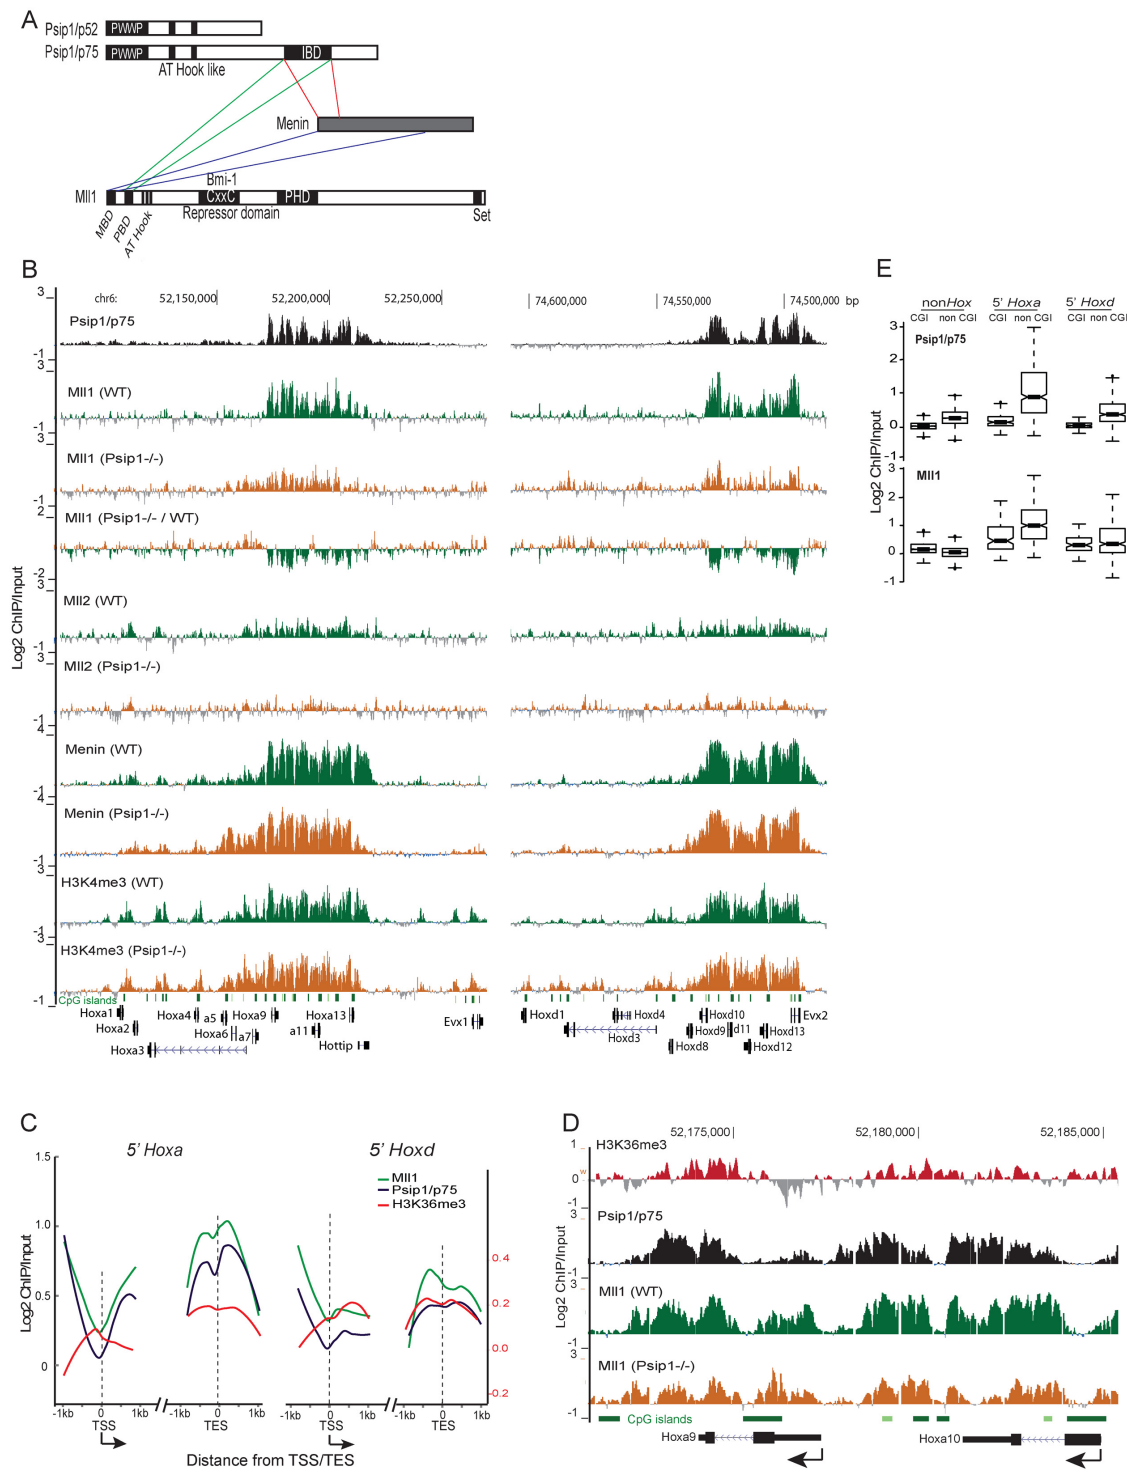 A
Psip1/p52
PWWP
Psip1/p75
PWWP
IBD
AT Hook like
Menin
Bmi-1
Mll1
CxxC
PHD
Repressor domain
Set
MBD
PBD
AT Hook
B
chr6:
52,150,000
52,200,000
52,250,000
74,600,000
74,550,000
74,500,000
bp
Log2 ChIP/Input
3
Psip1/p75
-1
3
Mll1 (WT)
-1
3
Mll1 (Psip1-/-)
-1
2
Mll1 (Psip1-/- / WT)
-2
3
Mll2 (WT)
-1
3
Mll2 (Psip1-/-)
-1
4
Menin (WT)
-1
4
Menin (Psip1-/-)
-1
3
H3K4me3 (WT)
-1
3
H3K4me3 (Psip1-/-)
-1
CpG islands
Hoxa1
Hoxa2
Hoxa3
Hoxa4
a5
Hoxa6
a7
Hoxa9
a11
Hoxa13
Hottip
Evx1
Hoxd1
Hoxd3
Hoxd4
Hoxd8
Hoxd9
Hoxd10
d11
Hoxd12
Hoxd13
Evx2
E
nonHox
5' Hoxa
5' Hoxd
CGI non CGI
CGI non CGI
CGI non CGI
Log2 ChIP/Input
Psip1/p75
3
2
1
0
-1
Mll1
3
2
1
0
-1
C
5' Hoxa
5' Hoxd
Mll1
Psip1/p75
H3K36me3
Log2 ChIP/Input
1.5
1.0
0.5
0
0.4
0.2
0.0
-0.2
-1kb
TSS
1kb
-1kb
TES
1kb
-1kb
TSS
1kb
-1kb
TES
1kb
Distance from TSS/TES
D
52,175,000
52,180,000
52,185,000
Log2 ChIP/Input
H3K36me3
1
0
-1
Psip1/p75
3
-1
Mll1 (WT)
3
-1
Mll1 (Psip1-/-)
3
-1
CpG islands
Hoxa9
Hoxa10